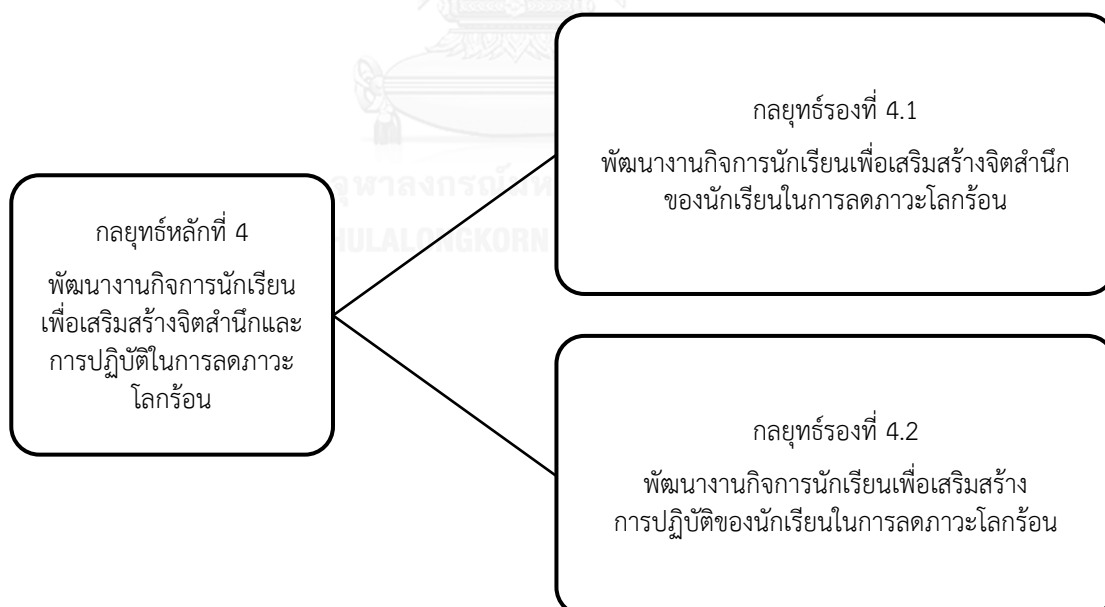 กลยุทธ์หลักที่ 4
พัฒนางานกิจการนักเรียน
เพื่อเสริมสร้างจิตสำนึกและ
การปฏิบัติในการลดภาวะ
โลกร้อน
กลยุทธ์รองที่ 4.1
พัฒนางานกิจการนักเรียนเพื่อเสริมสร้างจิตสำนึก
ของนักเรียนในการลดภาวะโลกร้อน
กลยุทธ์รองที่ 4.2
พัฒนางานกิจการนักเรียนเพื่อเสริมสร้าง
การปฏิบัติของนักเรียนในการลดภาวะโลกร้อน